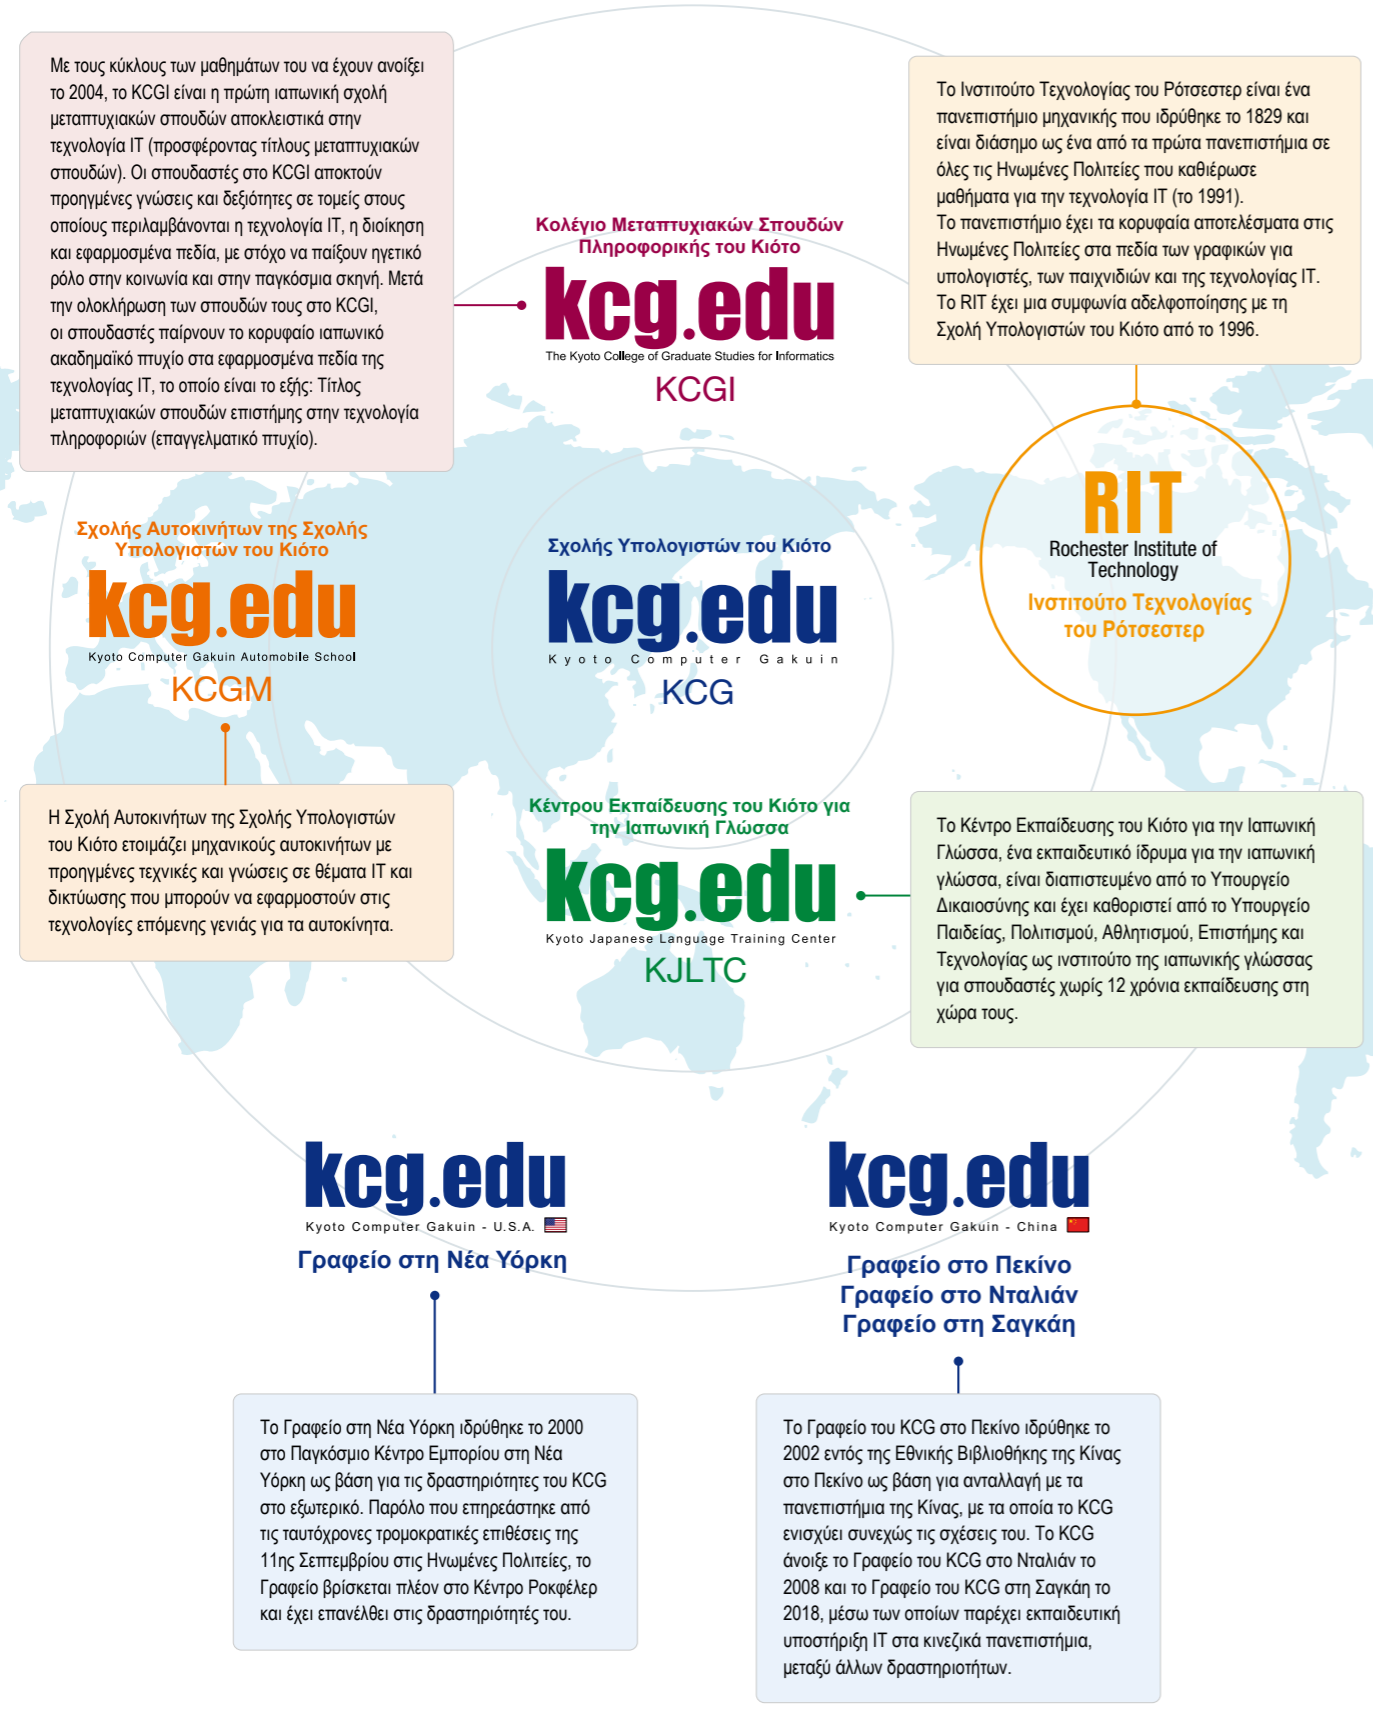 Με τους κύκλους των μαθημάτων του να έχουν ανοίξει
το 2004, το KCGI είναι η πρώτη ιαπωνική σχολή
μεταπτυχιακών σπουδών αποκλειστικά στην
τεχνολογία IT (προσφέροντας τίτλους μεταπτυχιακών
σπουδών). Οι σπουδαστές στο KCGI αποκτούν
προηγμένες γνώσεις και δεξιότητες σε τομείς στους
οποίους περιλαμβάνονται η τεχνολογία IT, η διοίκηση
και εφαρμοσμένα πεδία, με στόχο να παίξουν ηγετικό
ρόλο στην κοινωνία και στην παγκόσμια σκηνή. Μετά
την ολοκλήρωση των σπουδών τους στο KCGI,
οι σπουδαστές παίρνουν το κορυφαίο ιαπωνικό
ακαδημαϊκό πτυχίο στα εφαρμοσμένα πεδία της
τεχνολογίας IT, το οποίο είναι το εξής: Τίτλος
μεταπτυχιακών σπουδών επιστήμης στην τεχνολογία
πληροφοριών (επαγγελματικό πτυχίο).
Κολέγιο Μεταπτυχιακών Σπουδών
Πληροφορικής του Κιότο
kcg.edu
The Kyoto College of Graduate Studies for Informatics
KCGI
Το Ινστιτούτο Τεχνολογίας του Ρότσεστερ είναι ένα
πανεπιστήμιο μηχανικής που ιδρύθηκε το 1829 και
είναι διάσημο ως ένα από τα πρώτα πανεπιστήμια σε
όλες τις Ηνωμένες Πολιτείες που καθιέρωσε
μαθήματα για την τεχνολογία IT (το 1991).
Το πανεπιστήμιο έχει τα κορυφαία αποτελέσματα στις
Ηνωμένες Πολιτείες στα πεδία των γραφικών για
υπολογιστές, των παιχνιδιών και της τεχνολογίας IT.
Το RIT έχει μια συμφωνία αδελφοποίησης με τη
Σχολή Υπολογιστών του Κιότο από το 1996.
RIT
Rochester Institute of
Technology
Ινστιτούτο Τεχνολογίας
του Ρότσεστερ
Σχολής Αυτοκινήτων της Σχολής
Υπολογιστών του Κιότο
kcg.edu
Kyoto Computer Gakuin Automobile School
KCGM
Σχολής Υπολογιστών του Κιότο
kcg.edu
Kyoto Computer Gakuin
KCG
Η Σχολή Αυτοκινήτων της Σχολής Υπολογιστών
του Κιότο ετοιμάζει μηχανικούς αυτοκινήτων με
προηγμένες τεχνικές και γνώσεις σε θέματα IT και
δικτύωσης που μπορούν να εφαρμοστούν στις
τεχνολογίες επόμενης γενιάς για τα αυτοκίνητα.
Κέντρου Εκπαίδευσης του Κιότο για
την Ιαπωνική Γλώσσα
kcg.edu
Kyoto Japanese Language Training Center
KJLTC
Το Κέντρο Εκπαίδευσης του Κιότο για την Ιαπωνική
Γλώσσα, ένα εκπαιδευτικό ίδρυμα για την ιαπωνική
γλώσσα, είναι διαπιστευμένο από το Υπουργείο
Δικαιοσύνης και έχει καθοριστεί από το Υπουργείο
Παιδείας, Πολιτισμού, Αθλητισμού, Επιστήμης και
Τεχνολογίας ως ινστιτούτο της ιαπωνικής γλώσσας
για σπουδαστές χωρίς 12 χρόνια εκπαίδευσης στη
χώρα τους.
kcg.edu
Kyoto Computer Gakuin - U.S.A.
Γραφείο στη Νέα Υόρκη
kcg.edu
Kyoto Computer Gakuin - China
Γραφείο στο Πεκίνο
Γραφείο στο Νταλιάν
Γραφείο στη Σαγκάη
Το Γραφείο στη Νέα Υόρκη ιδρύθηκε το 2000
στο Παγκόσμιο Κέντρο Εμπορίου στη Νέα
Υόρκη ως βάση για τις δραστηριότητες του KCG
στο εξωτερικό. Παρόλο που επηρεάστηκε από
τις ταυτόχρονες τρομοκρατικές επιθέσεις της
11ης Σεπτεμβρίου στις Ηνωμένες Πολιτείες, το
Γραφείο βρίσκεται πλέον στο Κέντρο Ροκφέλερ
και έχει επανέλθει στις δραστηριότητές του.
Το Γραφείο του KCG στο Πεκίνο ιδρύθηκε το
2002 εντός της Εθνικής Βιβλιοθήκης της Κίνας
στο Πεκίνο ως βάση για ανταλλαγή με τα
πανεπιστήμια της Κίνας, με τα οποία το KCG
ενισχύει συνεχώς τις σχέσεις του. Το KCG
άνοιξε το Γραφείο του KCG στο Νταλιάν το
2008 και το Γραφείο του KCG στη Σαγκάη το
2018, μέσω των οποίων παρέχει εκπαιδευτική
υποστήριξη IT στα κινεζικά πανεπιστήμια,
μεταξύ άλλων δραστηριοτήτων.